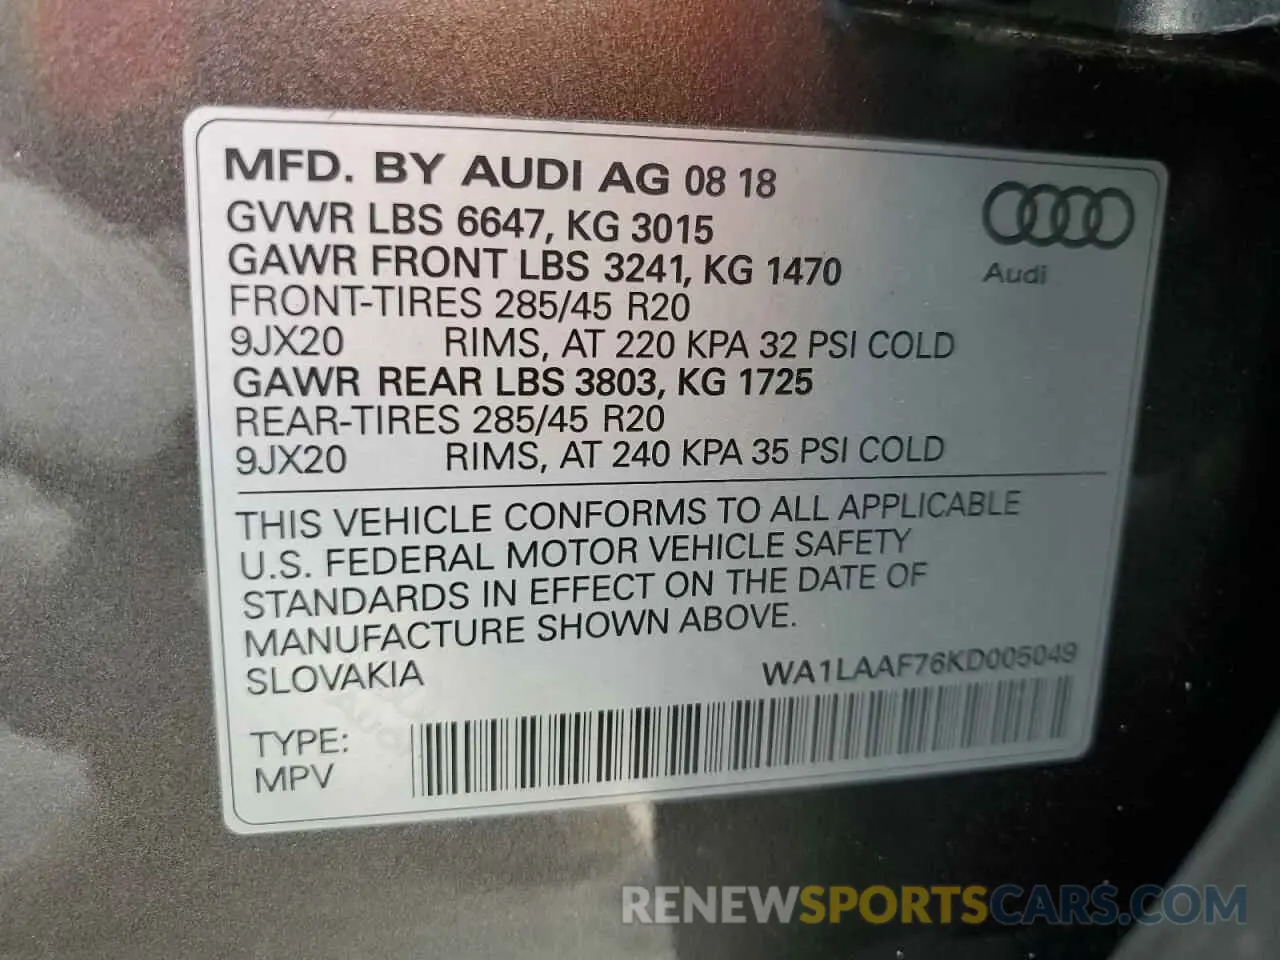 MFD. BY AUDI AG 08 18
GVWR LBS 6647, KG 3015
GAWR FRONT LBS 3241, KG 1470
FRONT-TIRES 285/45 R20
9JX20 RIMS, AT 220 KPA 32 PSI COLD
GAWR REAR LBS 3803, KG 1725
REAR-TIRES 285/45 R20
9JX20 RIMS, AT 240 KPA 35 PSI COLD
Audi
THIS VEHICLE CONFORMS TO ALL APPLICABLE
U.S. FEDERAL MOTOR VEHICLE SAFETY
STANDARDS IN EFFECT ON THE DATE OF
MANUFACTURE SHOWN ABOVE.
SLOVAKIA
WA1LAAF76KD005049
TYPE:
MPV
RENEWSPORTSCARS.COM